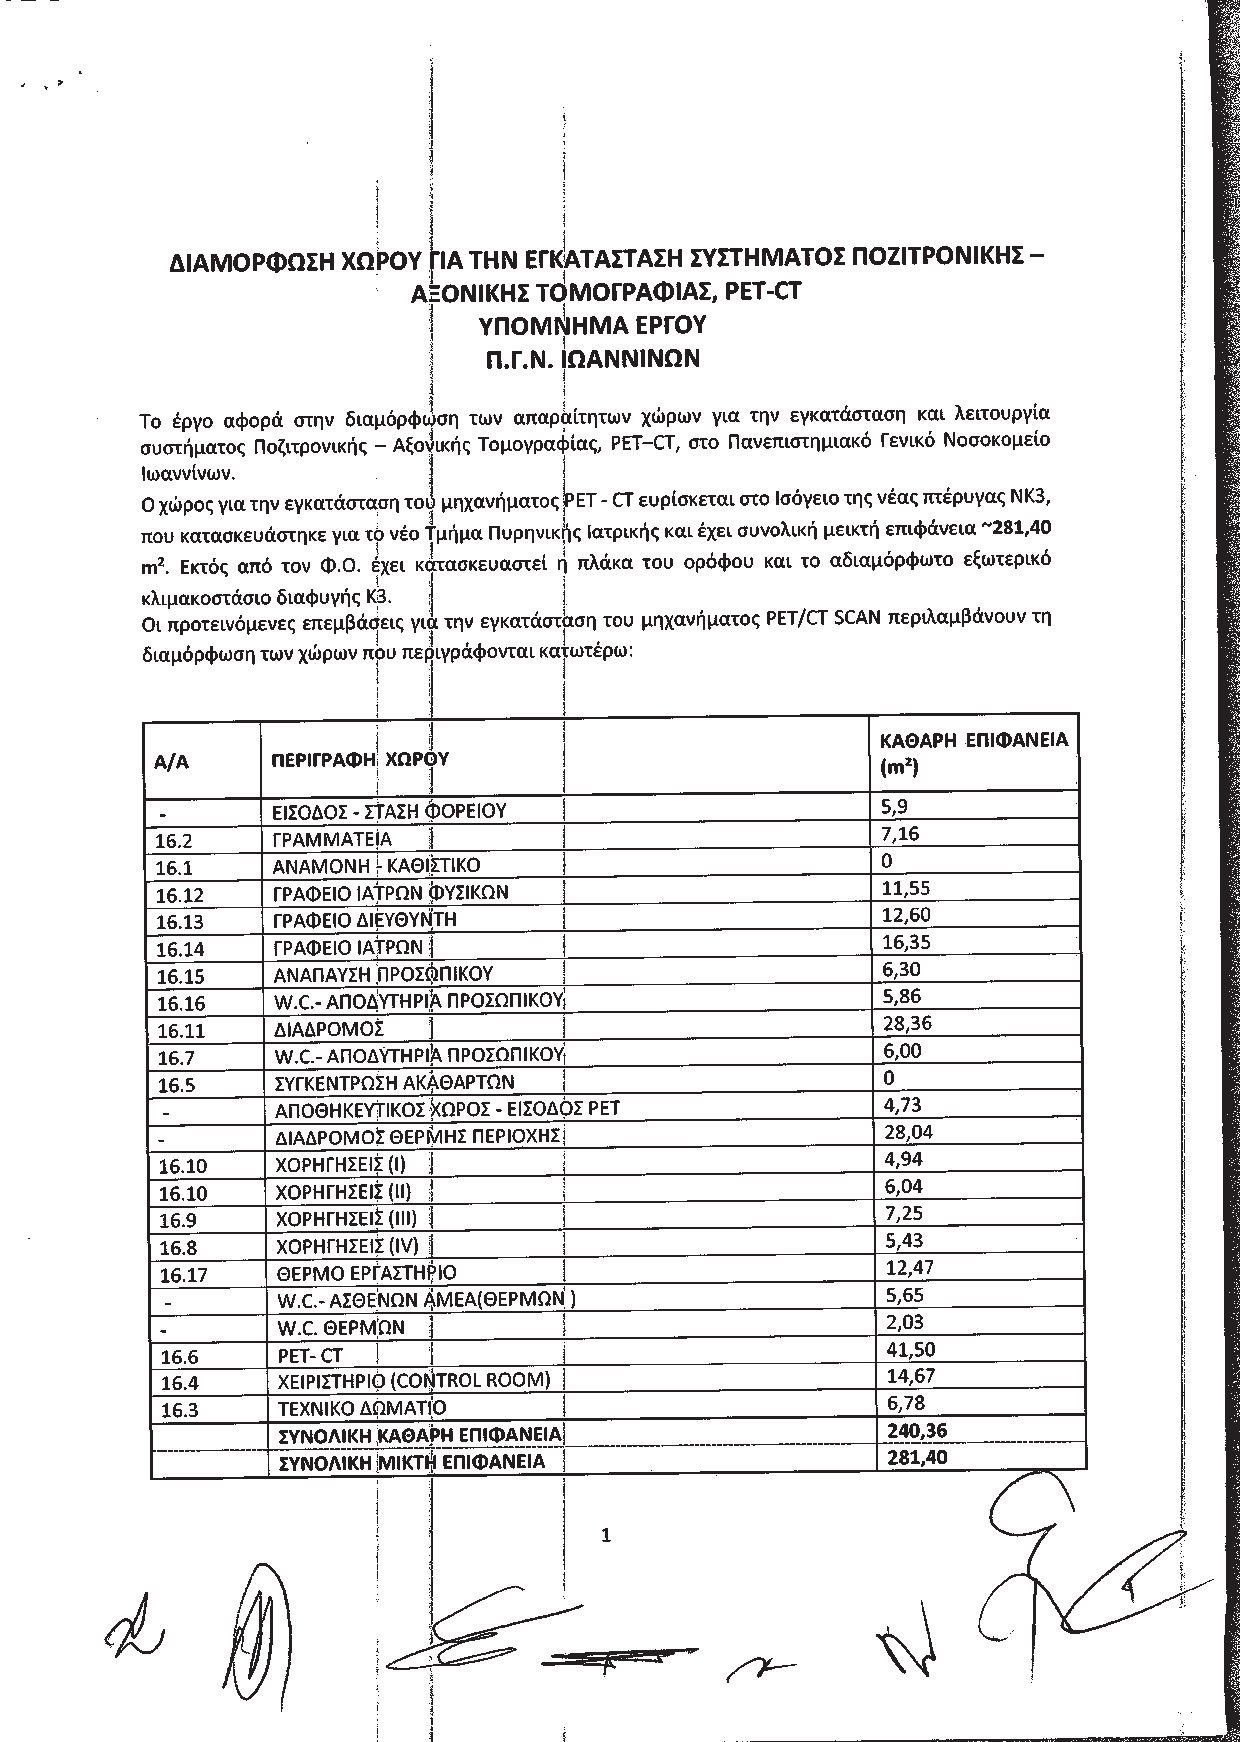 ΔΙΑΜΟΡΦΩΣΗ ΧΩΡΟΥ ΓΙΑ ΤΗΝ ΕΓΚΑΤΑΣΤΑΣΗ ΣΥΣΤΗΜΑΤΟΣ ΠΟΖΙΤΡΟΝΙΚΗΣ –
ΑΞΟΝΙΚΗΣ ΤΟΜΟΓΡΑΦΙΑΣ, PET-CT
ΥΠΟΜΝΗΜΑ ΕΡΓΟΥ
Π.Γ.Ν. ΙΩΑΝΝΙΝΩΝ
Το έργο αφορά στην διαμόρφωση των απαραίτητων χώρων για την εγκατάσταση και λειτουργία
συστήματος Ποζιτρονικής – Αξονικής Τομογραφίας, PET–CT, στο Πανεπιστημιακό Γενικό Νοσοκομείο
Ιωαννίνων.
Ο χώρος για την εγκατάσταση του μηχανήματος PET - CT ευρίσκεται στο Ισόγειο της νέας πτέρυγας ΝΚ3,
που κατασκευάστηκε για το νέο Τμήμα Πυρηνικής Ιατρικής και έχει συνολική μεικτή επιφάνεια ~281,40
m². Εκτός από τον Φ.Ο. έχει κατασκευαστεί η πλάκα του ορόφου και το αδιαμόρφωτο εξωτερικό
κλιμακοστάσιο διαφυγής Κ3.
Οι προτεινόμενες επεμβάσεις για την εγκατάσταση του μηχανήματος PET/CT SCAN περιλαμβάνουν τη
διαμόρφωση των χώρων που περιγράφονται κατωτέρω:
Α/Α ΠΕΡΙΓΡΑΦΗ ΧΩΡΟΥ ΚΑΘΑΡΗ ΕΠΙΦΑΝΕΙΑ
(m²)
- ΕΙΣΟΔΟΣ - ΣΤΑΣΗ ΦΟΡΕΙΟΥ 5,9
16.2 ΓΡΑΜΜΑΤΕΙΑ 7,16
16.1 ΑΝΑΜΟΝΗ - ΚΑΘΙΣΤΙΚΟ 0
16.12 ΓΡΑΦΕΙΟ ΙΑΤΡΩΝ ΦΥΣΙΚΩΝ 11,55
16.13 ΓΡΑΦΕΙΟ ΔΙΕΥΘΥΝΤΗ 12,60
16.14 ΓΡΑΦΕΙΟ ΙΑΤΡΩΝ 16,35
16.15 ΑΝΑΠΑΥΣΗ ΠΡΟΣΩΠΙΚΟΥ 6,30
16.16 W.C.- ΑΠΟΔΥΤΗΡΙΑ ΠΡΟΣΩΠΙΚΟΥ 5,86
16.11 ΔΙΑΔΡΟΜΟΣ 28,36
16.7 W.C.- ΑΠΟΔΥΤΗΡΙΑ ΠΡΟΣΩΠΙΚΟΥ 6,00
16.5 ΣΥΓΚΕΝΤΡΩΣΗ ΑΚΑΘΑΡΤΩΝ 0
- ΑΠΟΘΗΚΕΥΤΙΚΟΣ ΧΩΡΟΣ - ΕΙΣΟΔΟΣ PET 4,73
- ΔΙΑΔΡΟΜΟΣ ΘΕΡΜΗΣ ΠΕΡΙΟΧΗΣ 28,04
16.10 ΧΟΡΗΓΗΣΕΙΣ (I) 4,94
16.10 ΧΟΡΗΓΗΣΕΙΣ (II) 6,04
16.9 ΧΟΡΗΓΗΣΕΙΣ (III) 7,25
16.8 ΧΟΡΗΓΗΣΕΙΣ (IV) 5,43
16.17 ΘΕΡΜΟ ΕΡΓΑΣΤΗΡΙΟ 12,47
- W.C.- ΑΣΘΕΝΩΝ ΑΜΕΑ(ΘΕΡΜΩΝ ) 5,65
- W.C. ΘΕΡΜΩΝ 2,03
16.6 PET- CT 41,50
16.4 ΧΕΙΡΙΣΤΗΡΙΟ (CONTROL ROOM) 14,67
16.3 ΤΕΧΝΙΚΟ ΔΩΜΑΤΙΟ 6,78
ΣΥΝΟΛΙΚΗ ΚΑΘΑΡΗ ΕΠΙΦΑΝΕΙΑ 240,36
ΣΥΝΟΛΙΚΗ ΜΙΚΤΗ ΕΠΙΦΑΝΕΙΑ 281,40
1